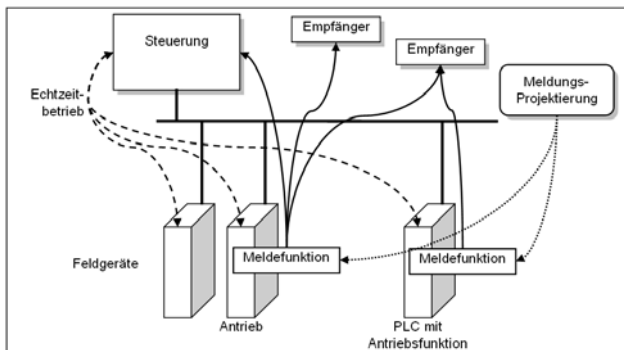 Steuerung
Empfänger
Empfänger
Meldungs-
Projektierung
Echtzeit-
betrieb
Feldgeräte
Meldefunktion
Meldefunktion
Antrieb
PLC mit
Antriebsfunktion